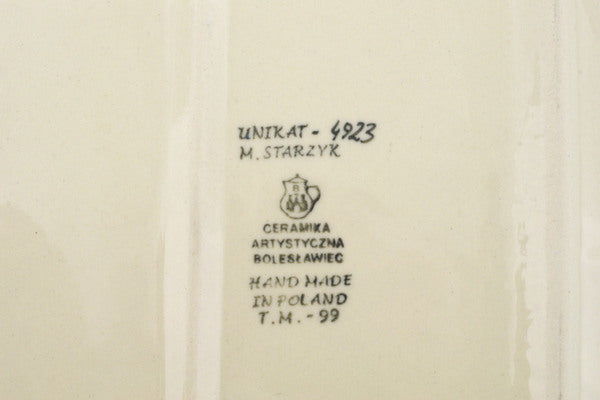 UNIKAT - 4923
M. STARZYK
B
CERAMIKA
ARTYSTYCZNA
BOLESŁAWIEC
HAND MADE
IN POLAND
T.M. - 99